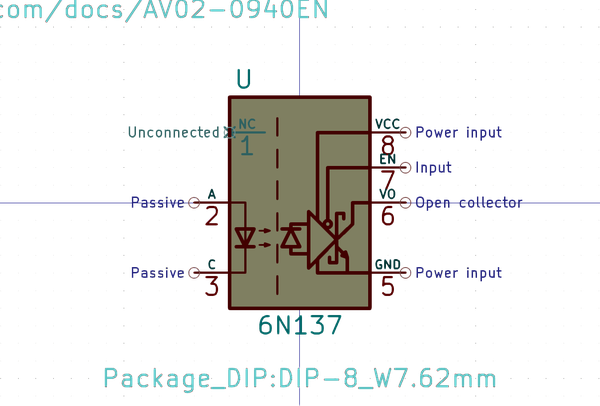 com/docs/AV02-0940EN
U
Unconnected NC 1 VCC 8 Power input
EN 7 Input
Passive A 2 VO 6 Open collector
Passive C 3 GND 5 Power input
6N137
Package_DIP:DIP-8_W7.62mm